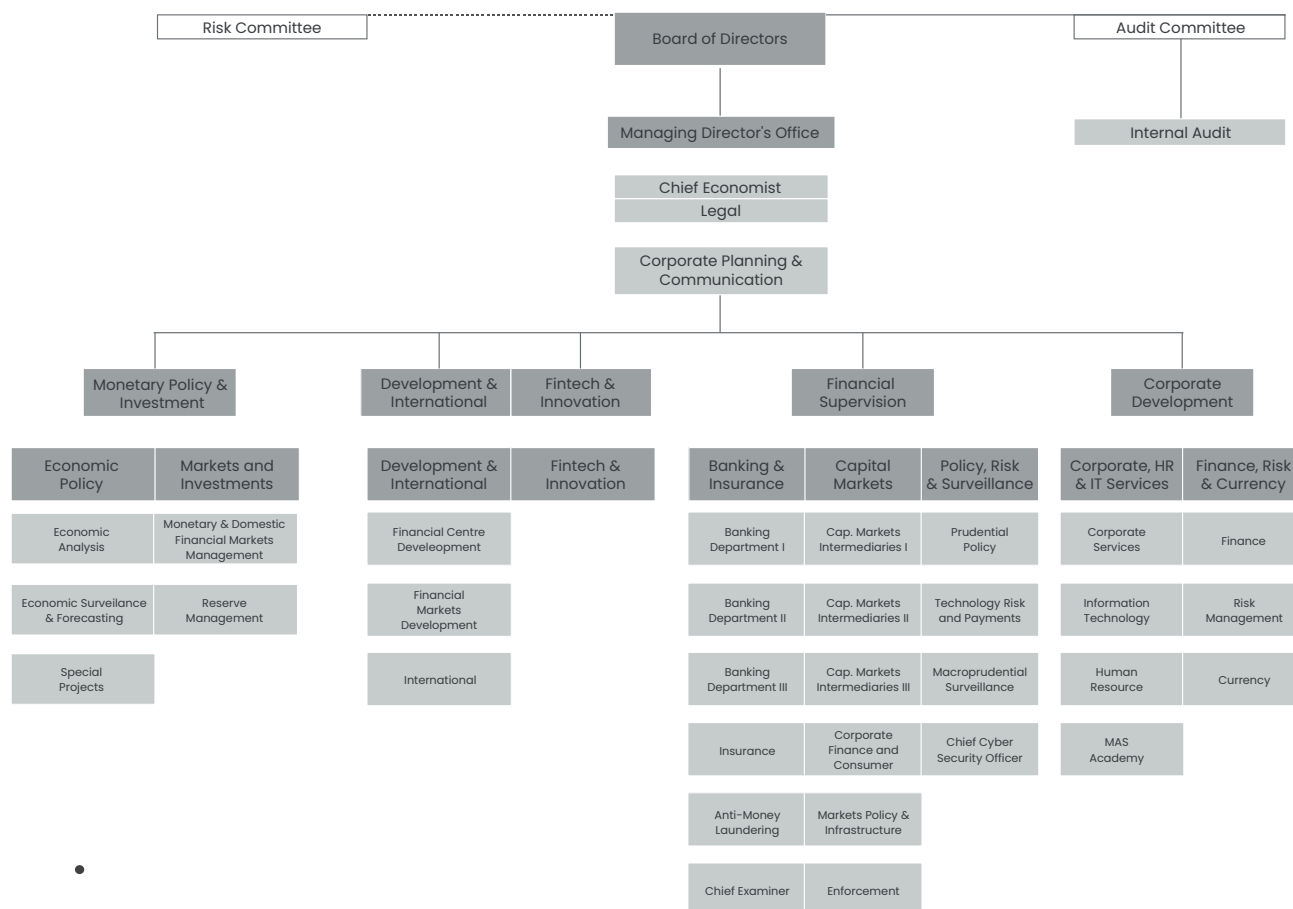 Risk Committee
Board of Directors
Audit Committee
Managing Director's Office
Internal Audit
Chief Economist
Legal
Corporate Planning &
Communication
Monetary Policy &
Investment
Development &
International
Fintech &
Innovation
Financial
Supervision
Corporate
Development
Economic
Policy
Markets and
Investments
Development &
International
Fintech &
Innovation
Banking &
Insurance
Capital
Markets
Policy, Risk
& Surveillance
Corporate, HR
& IT Services
Finance, Risk
& Currency
Economic
Analysis
Monetary & Domestic
Financial Markets
Management
Financial Centre
Develeopment
Banking
Department I
Cap. Markets
Intermediaries I
Prudential
Policy
Corporate
Services
Finance
Economic Surveilance
& Forecasting
Reserve
Management
Financial
Markets
Development
Banking
Department II
Cap. Markets
Intermediaries II
Technology Risk
and Payments
Information
Technology
Risk
Management
Special
Projects
International
Banking
Department III
Cap. Markets
Intermediaries III
Macroprudential
Surveillance
Human
Resource
Currency
Insurance
Corporate
Finance and
Consumer
Chief Cyber
Security Officer
MAS
Academy
Anti-Money
Laundering
Markets Policy &
Infrastructure
Chief Examiner
Enforcement